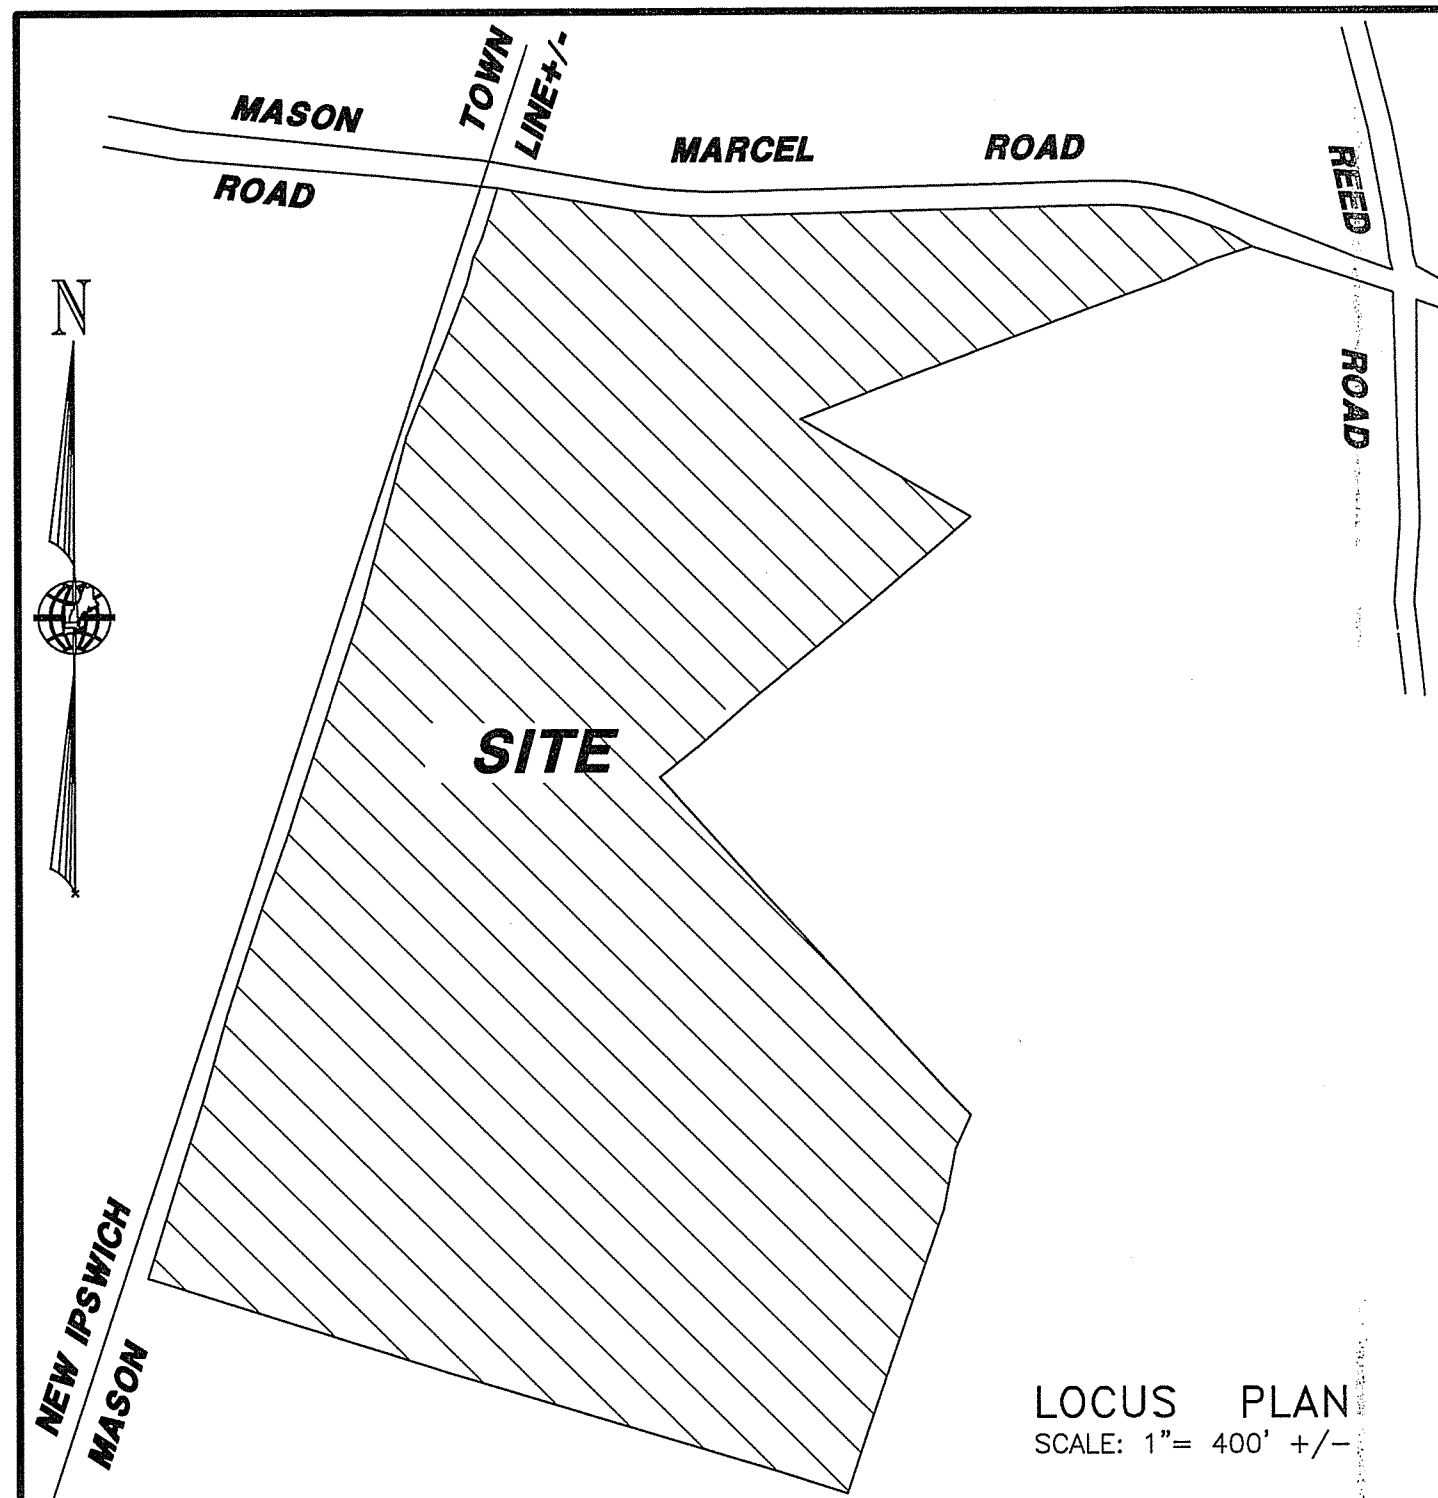 TOWN
LINE+/-
MASON
ROAD
MARCEL ROAD
REED
ROAD
N
SITE
NEW IPSWICH
MASON
LOCUS PLAN
SCALE: 1"= 400' +/-